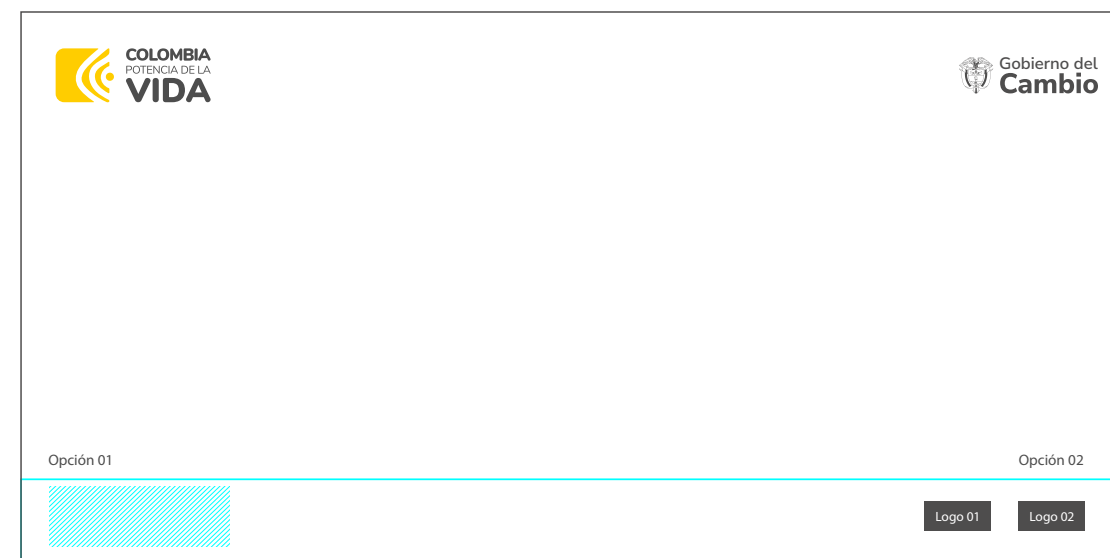 COLOMBIA
POTENCIA DE LA
VIDA
Gobierno del
Cambio
Opción 01
Opción 02
Logo 01
Logo 02